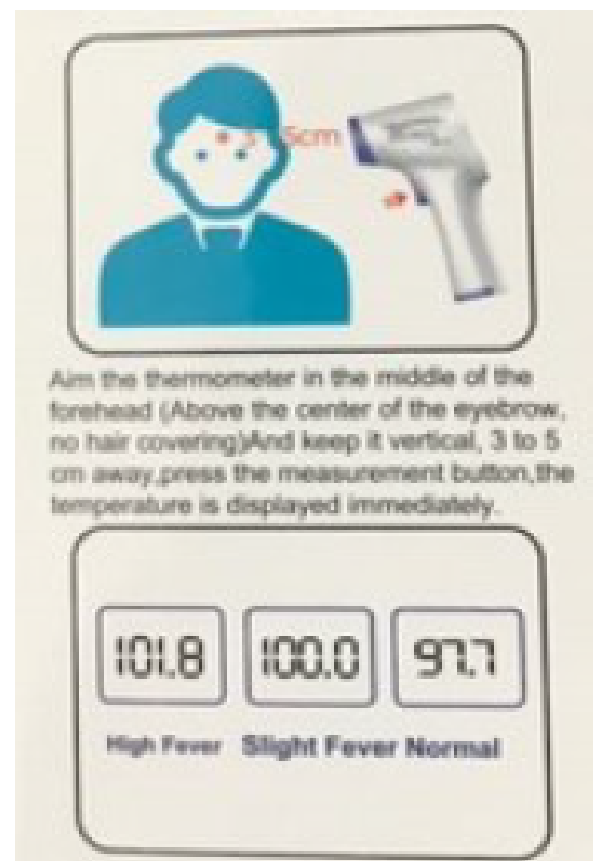 3 5cm
Aim the thermometer in the middle of the
forehead (Above the center of the eyebrow,
no hair covering)And keep it vertical, 3 to 5
cm away,press the measurement button,the
temperature is displayed immediately.
101.8 100.0 97.7
High Fever Slight Fever Normal